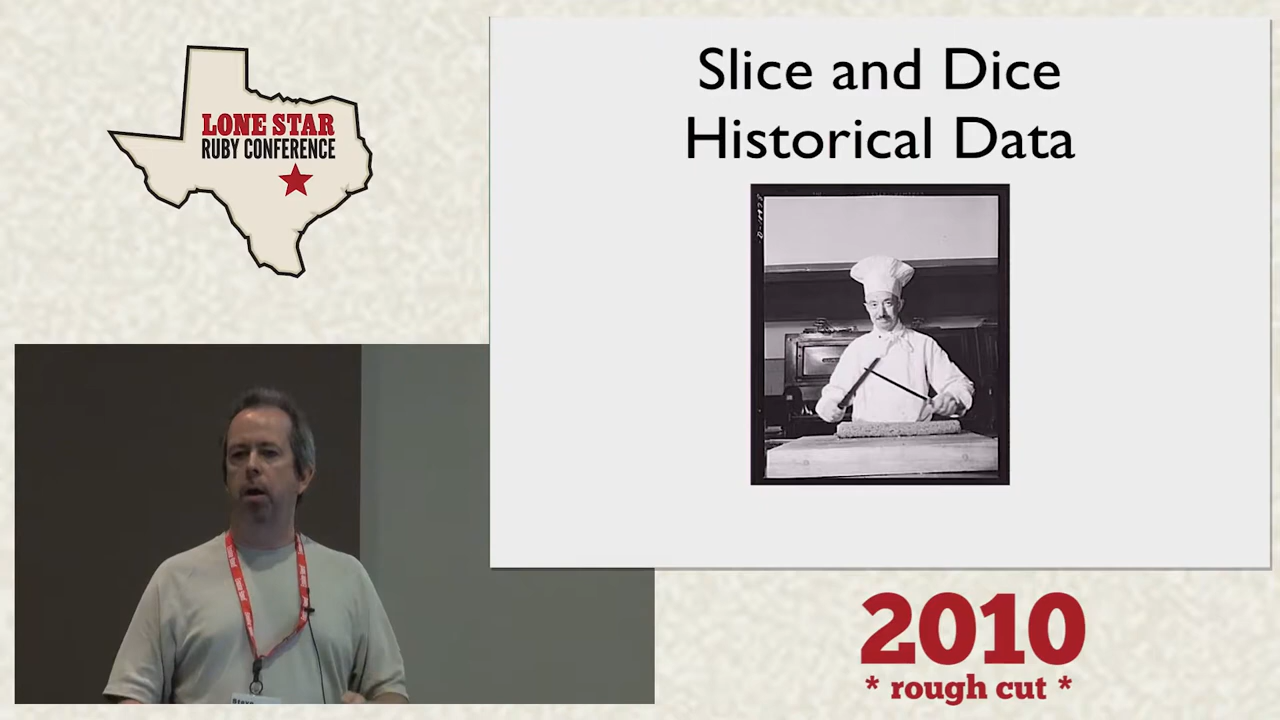 LONE STAR
RUBY CONFERENCE
Slice and Dice
Historical Data
2010
* rough cut *